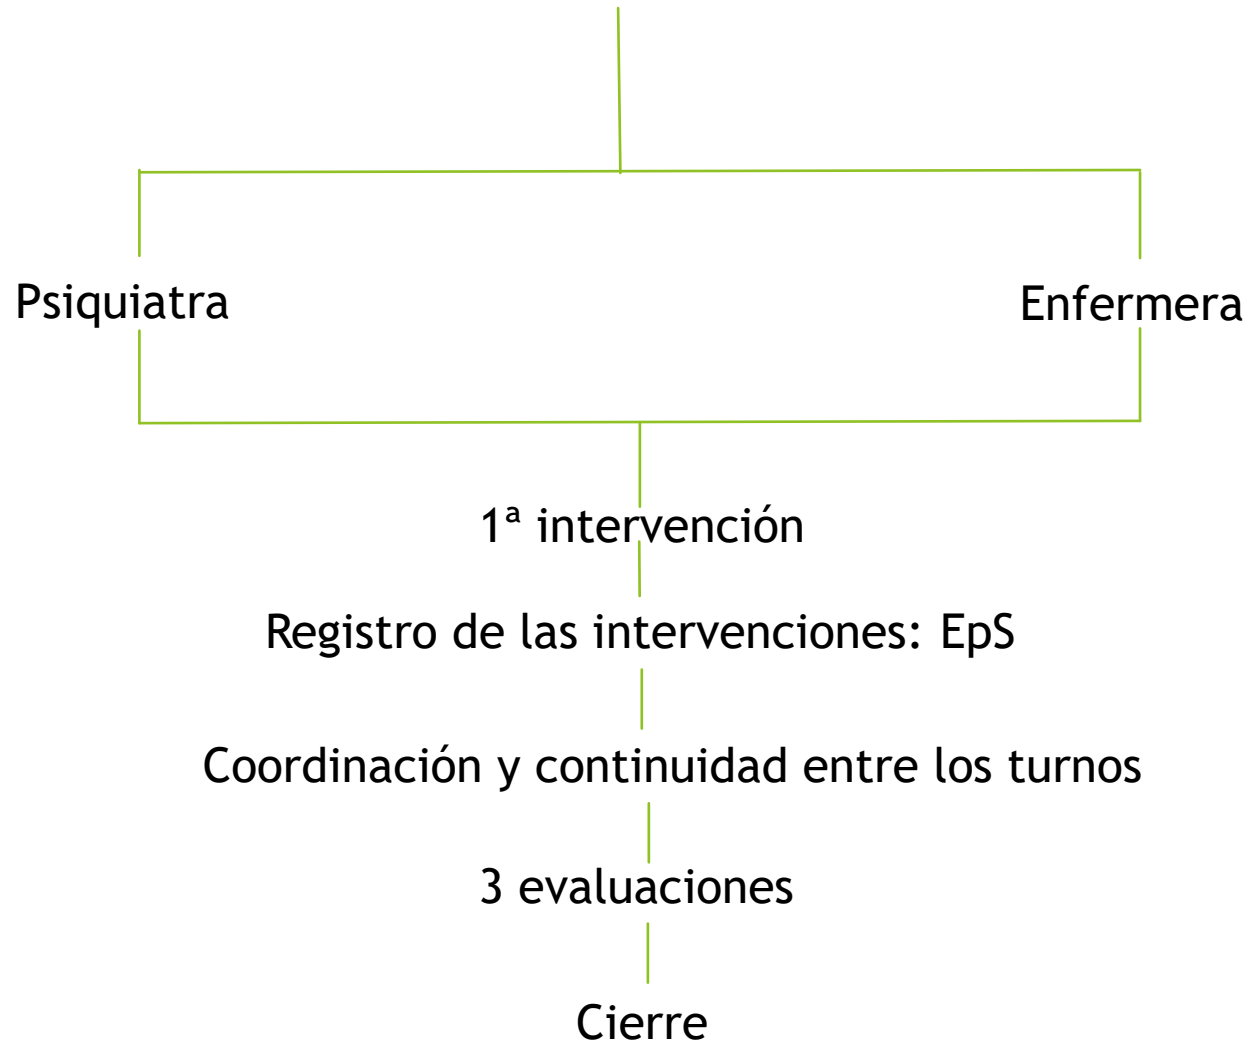 Psiquiatra
Enfermera
1ª intervención
Registro de las intervenciones: EpS
Coordinación y continuidad entre los turnos
3 evaluaciones
Cierre